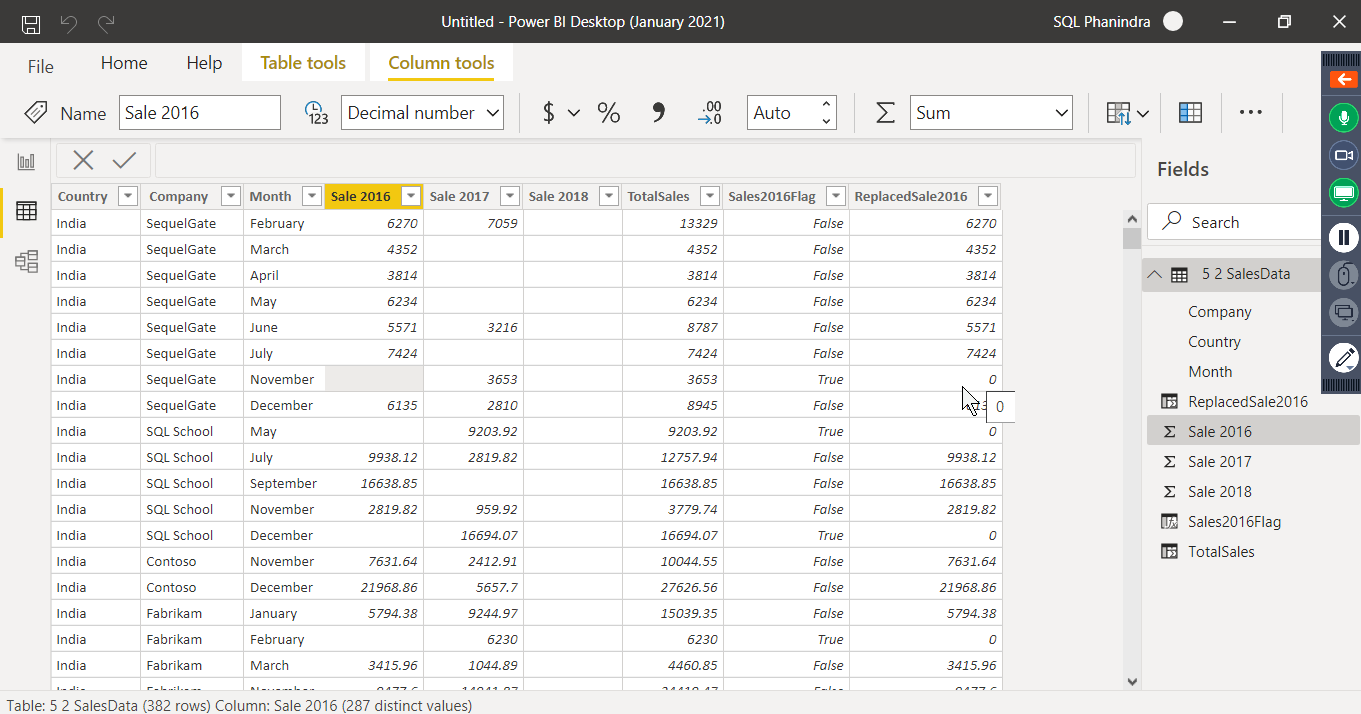 Untitled - Power BI Desktop (January 2021) SQL Phanindra
File Home Help Table tools Column tools
Name Sale 2016 123 Decimal number $ % .00 .0 Auto Σ Sum
Country Company Month Sale 2016 Sale 2017 Sale 2018 TotalSales Sales2016Flag ReplacedSale2016
India SequelGate February 6270 7059 13329 False 6270
India SequelGate March 4352 4352 False 4352
India SequelGate April 3814 3814 False 3814
India SequelGate May 6234 6234 False 6234
India SequelGate June 5571 3216 8787 False 5571
India SequelGate July 7424 7424 False 7424
India SequelGate November 3653 3653 True 0
India SequelGate December 6135 2810 8945 False
0
India SQL School May 9203.92 9203.92 True 0
India SQL School July 9938.12 2819.82 12757.94 False 9938.12
India SQL School September 16638.85 16638.85 False 16638.85
India SQL School November 2819.82 959.92 3779.74 False 2819.82
India SQL School December 16694.07 16694.07 True 0
India Contoso November 7631.64 2412.91 10044.55 False 7631.64
India Contoso December 21968.86 5657.7 27626.56 False 21968.86
India Fabrikam January 5794.38 9244.97 15039.35 False 5794.38
India Fabrikam February 6230 6230 True 0
India Fabrikam March 3415.96 1044.89 4460.85 False 3415.96
Fields
Search
5 2 SalesData
Company
Country
Month
ReplacedSale2016
Σ Sale 2016
Σ Sale 2017
Σ Sale 2018
Sales2016Flag
TotalSales
Table: 5 2 SalesData (382 rows) Column: Sale 2016 (287 distinct values)